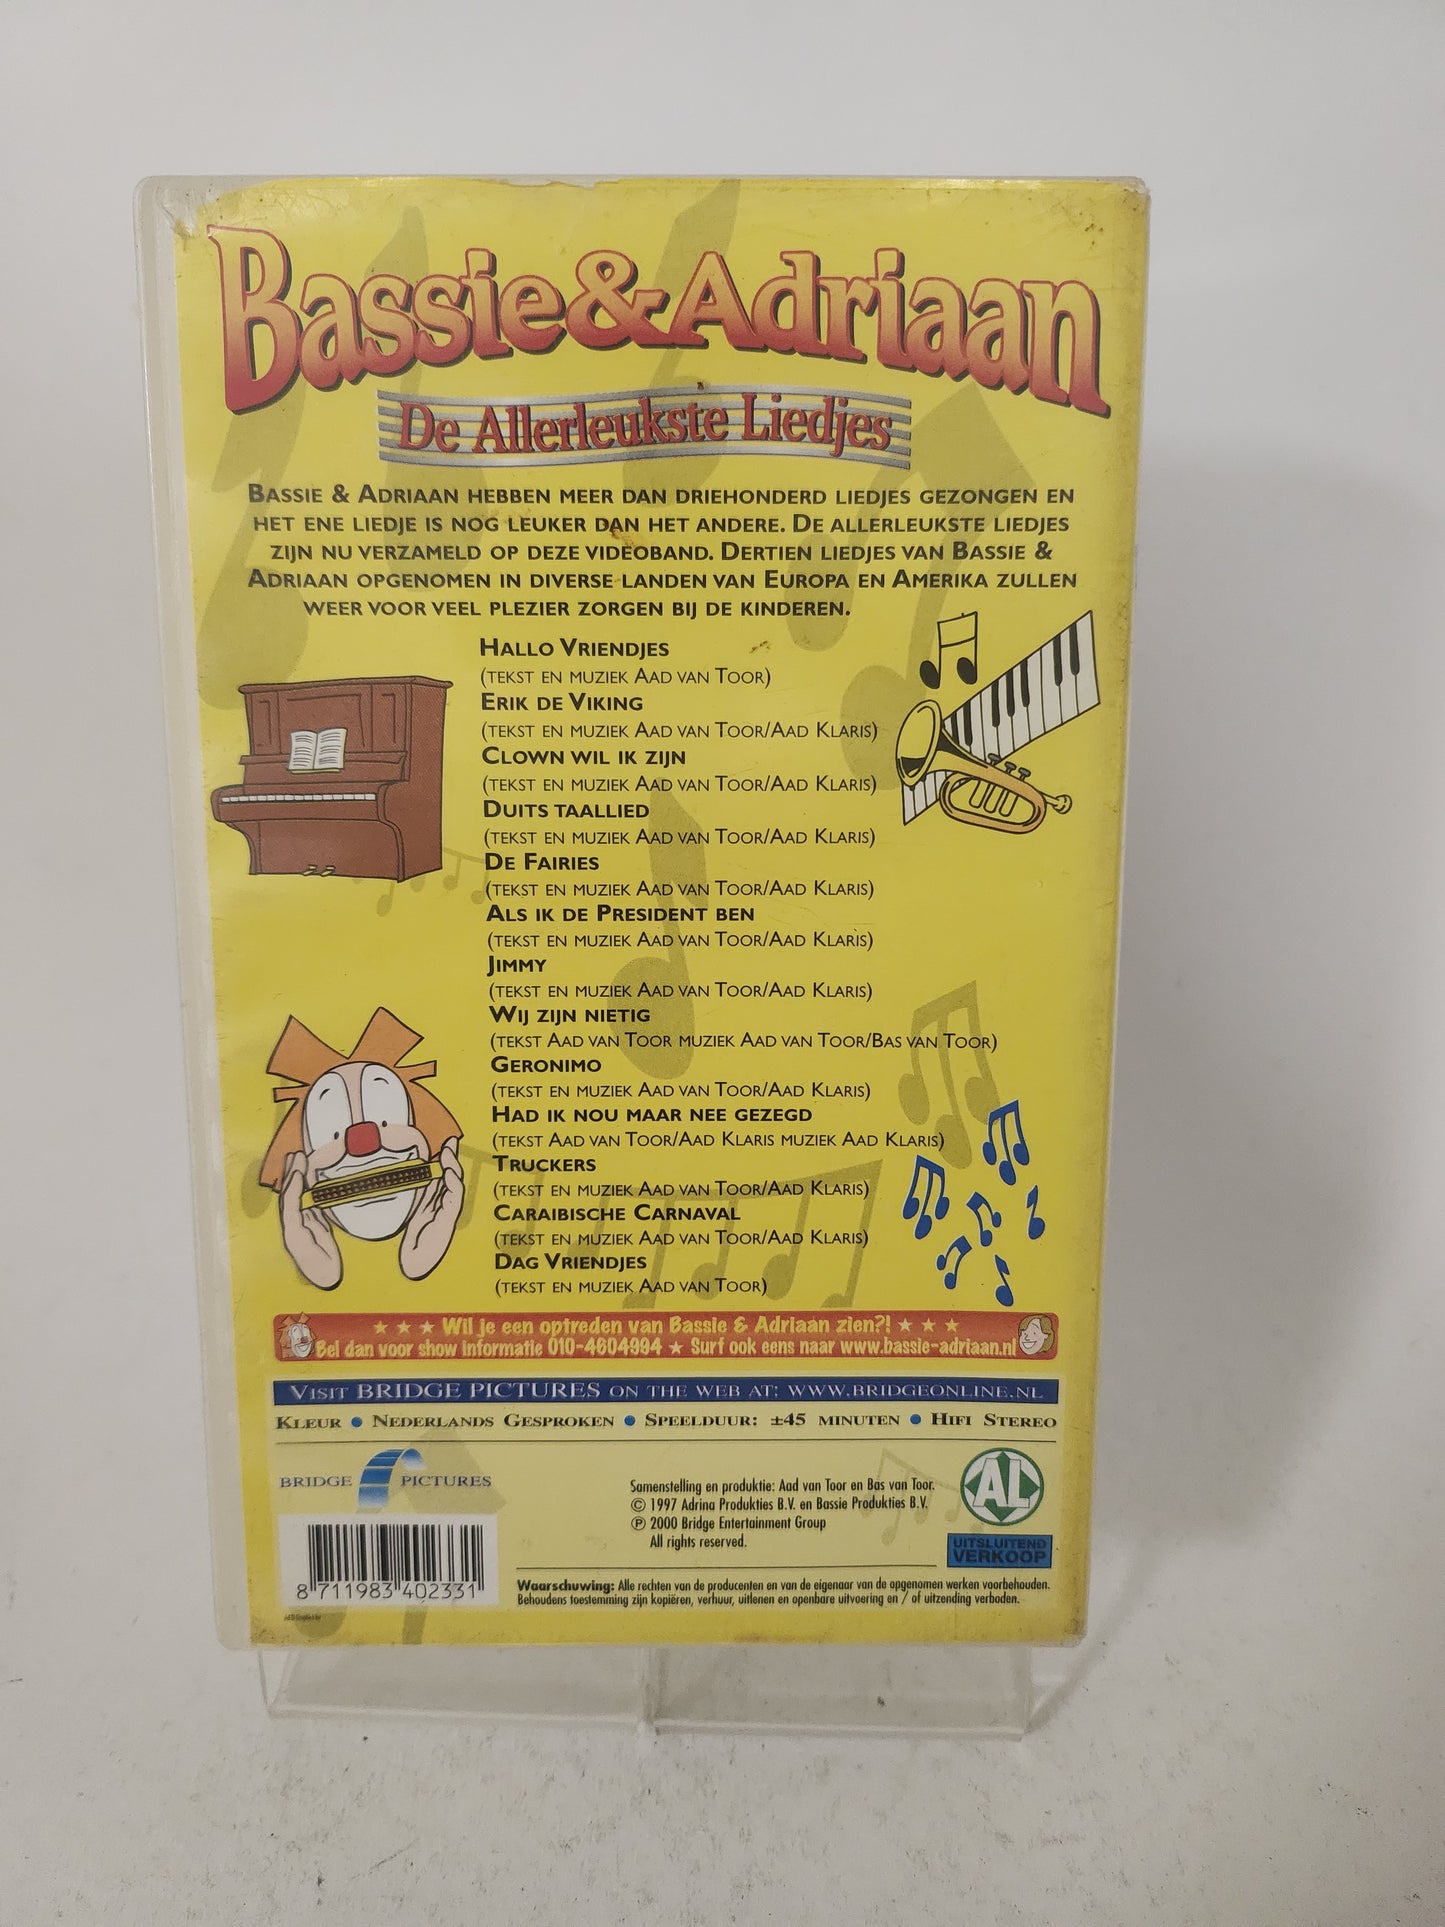 Bassie & Adriaan
De Allerleukste Liedjes
Bassie & Adriaan hebben meer dan driehonderd liedjes gezongen en
het ene liedje is nog leuker dan het andere. De allerleukste liedjes
zijn nu verzameld op deze videoband. Dertien liedjes van Bassie &
Adriaan opgenomen in diverse landen van Europa en Amerika zullen
weer voor veel plezier zorgen bij de kinderen.
Hallo Vriendjes
(tekst en muziek Aad van Toor)
Erik de Viking
(tekst en muziek Aad van Toor/Aad Klaris)
Clown wil ik zijn
(tekst en muziek Aad van Toor/Aad Klaris)
Duits taallied
(tekst en muziek Aad van Toor/Aad Klaris)
De Fairies
(tekst en muziek Aad van Toor/Aad Klaris)
Als ik de President ben
(tekst en muziek Aad van Toor/Aad Klaris)
Jimmy
(tekst en muziek Aad van Toor/Aad Klaris)
Wij zijn nietig
(tekst Aad van Toor muziek Aad van Toor/Bas van Toor)
Geronimo
(tekst en muziek Aad van Toor/Aad Klaris)
Had ik nou maar nee gezegd
(tekst Aad van Toor/Aad Klaris muziek Aad Klaris)
Truckers
(tekst en muziek Aad van Toor/Aad Klaris)
Caraibische Carnaval
(tekst en muziek Aad van Toor/Aad Klaris)
Dag Vriendjes
(tekst en muziek Aad van Toor)
★ ★ ★ Wil je een optreden van Bassie & Adriaan zien?! ★ ★ ★
Bel dan voor show informatie 010-4604994 ★ Surf ook eens naar www.bassie-adriaan.nl
Visit BRIDGE PICTURES on the web at: www.bridgeonline.nl
Kleur • Nederlands Gesproken • Speelduur: ±45 minuten • Hifi Stereo
BRIDGE PICTURES
Samenstelling en produktie: Aad van Toor en Bas van Toor.
© 1997 Adrina Produkties B.V. en Bassie Produkties B.V.
℗ 2000 Bridge Entertainment Group
All rights reserved.
AL
UITSLUITEND
VERKOOP
8 711983 402331
Waarschuwing: Alle rechten van de producenten en van de eigenaar van de opgenomen werken voorbehouden.
Behoudens toestemming zijn kopiëren, verhuur, uitlenen en openbare uitvoering en / of uitzending verboden.